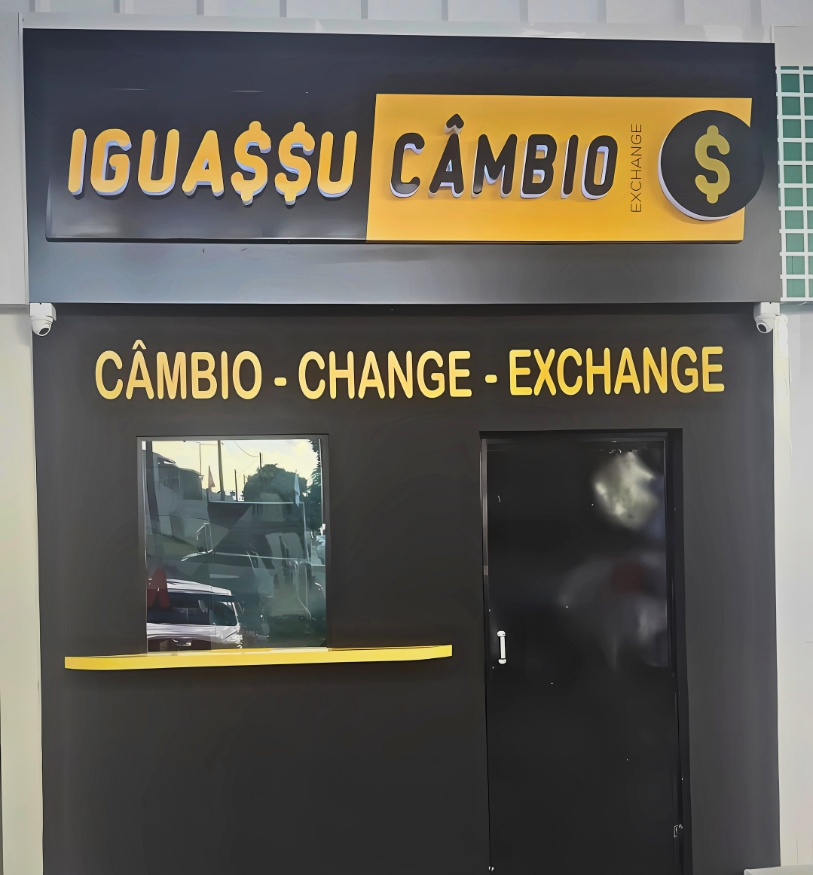 IGUA$$U CÂMBIO EXCHANGE $
CÂMBIO - CHANGE - EXCHANGE